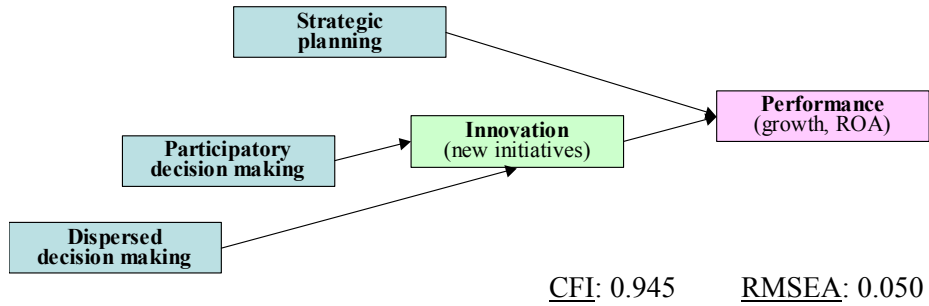 Strategic
planning
Performance
(growth, ROA)
Innovation
(new initiatives)
Participatory
decision making
Dispersed
decision making
CFI: 0.945 RMSEA: 0.050